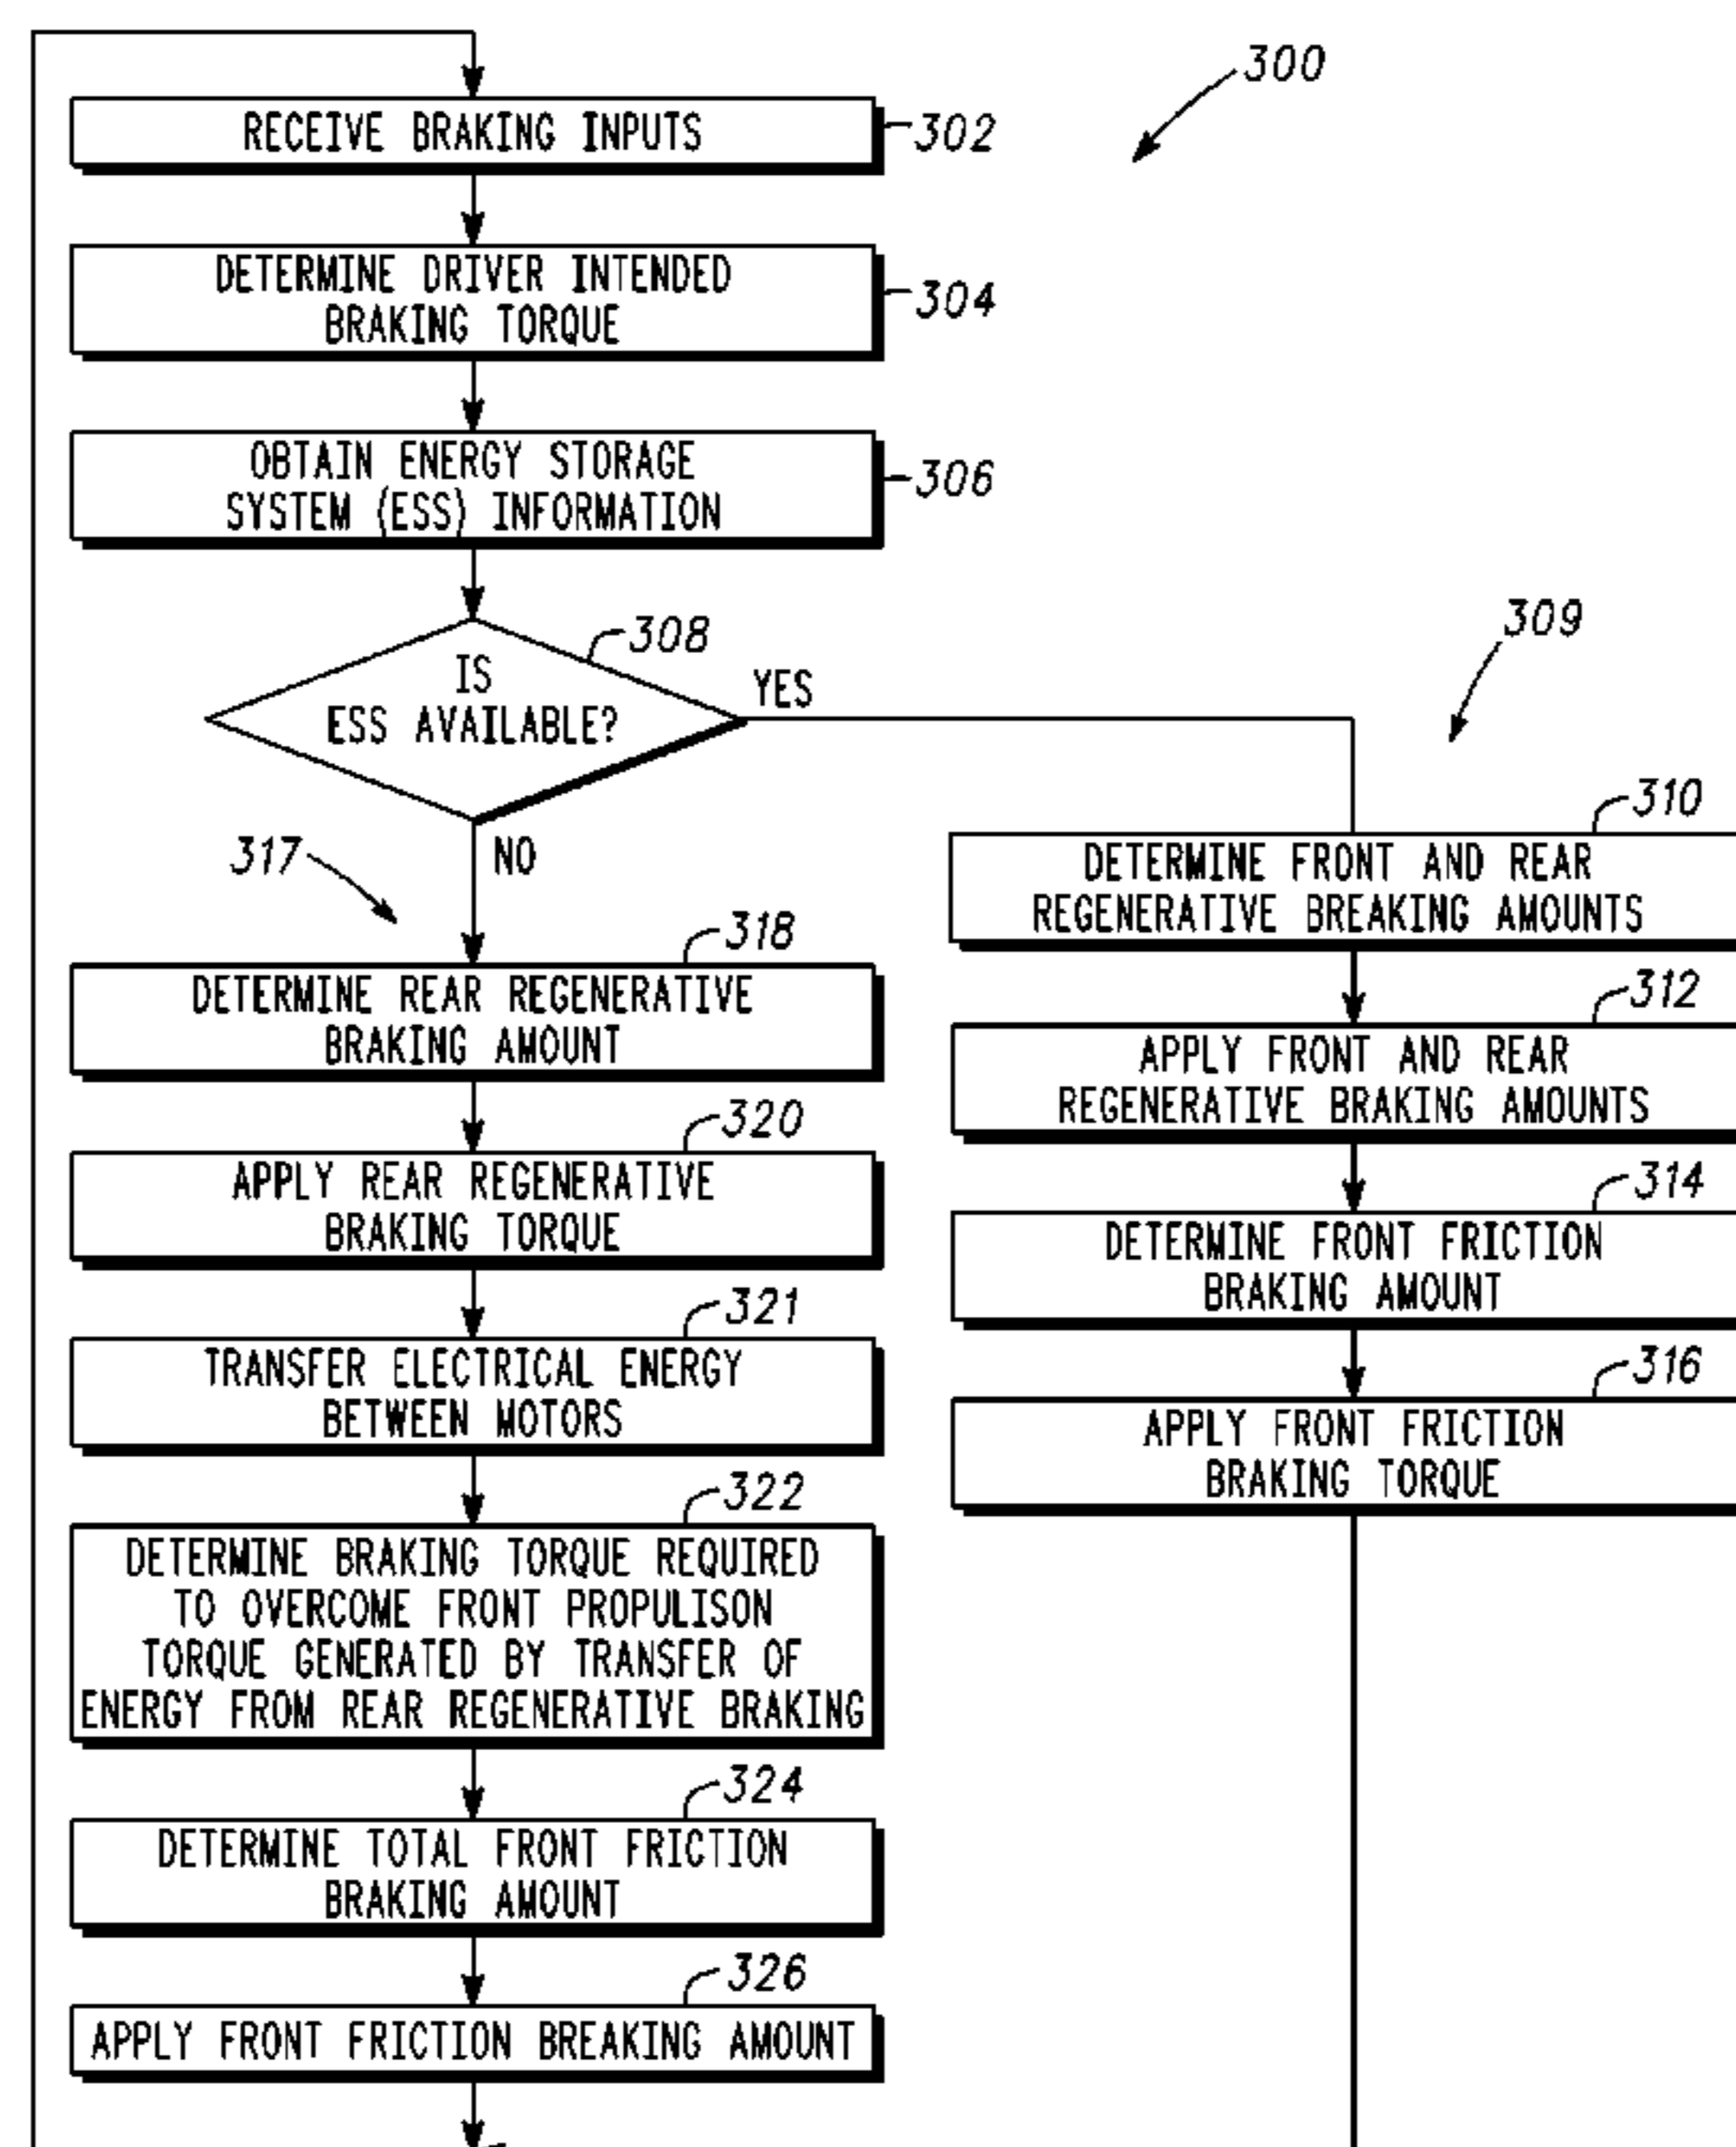 300
RECEIVE BRAKING INPUTS
302
DETERMINE DRIVER INTENDED
BRAKING TORQUE
304
OBTAIN ENERGY STORAGE
SYSTEM (ESS) INFORMATION
306
308
IS
ESS AVAILABLE?
YES
NO
309
310
DETERMINE FRONT AND REAR
REGENERATIVE BREAKING AMOUNTS
312
APPLY FRONT AND REAR
REGENERATIVE BRAKING AMOUNTS
314
DETERMINE FRONT FRICTION
BRAKING AMOUNT
316
APPLY FRONT FRICTION
BRAKING TORQUE
317
318
DETERMINE REAR REGENERATIVE
BRAKING AMOUNT
320
APPLY REAR REGENERATIVE
BRAKING TORQUE
321
TRANSFER ELECTRICAL ENERGY
BETWEEN MOTORS
322
DETERMINE BRAKING TORQUE REQUIRED
TO OVERCOME FRONT PROPULISON
TORQUE GENERATED BY TRANSFER OF
ENERGY FROM REAR REGENERATIVE BRAKING
324
DETERMINE TOTAL FRONT FRICTION
BRAKING AMOUNT
326
APPLY FRONT FRICTION BREAKING AMOUNT